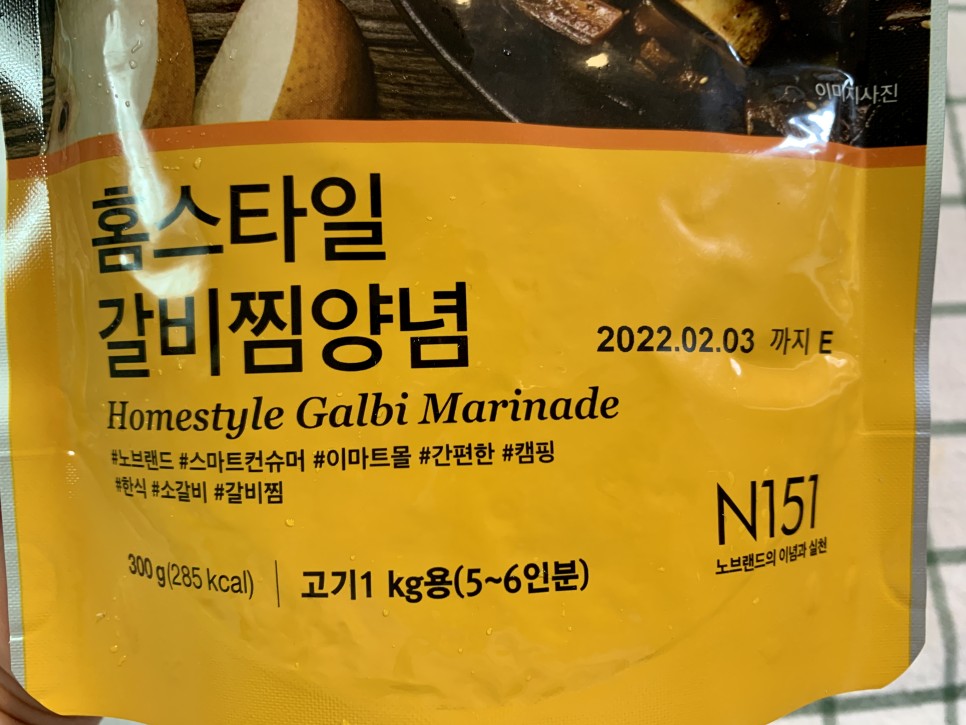 이미지사진
홈스타일
갈비찜양념
2022.02.03 까지 E
Homestyle Galbi Marinade
#노브랜드 #스마트컨슈머 #이마트몰 #간편한 #캠핑
#한식 #소갈비 #갈비찜
N151
노브랜드의 이념과 실천
300 g(285 kcal) | 고기1 kg용(5~6인분)